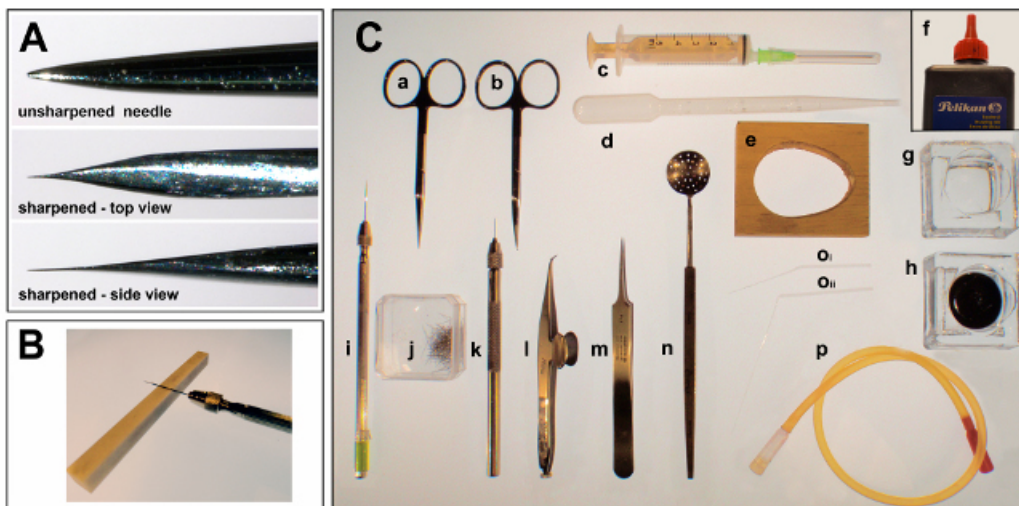 A
unsharpened needle
sharpened - top view
sharpened - side view
B
C
a
b
c
d
e
f
Pelikan
g
h
i
j
k
l
m
n
oi
oii
p